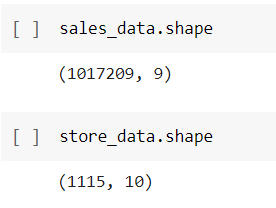 [ ] sales_data.shape
(1017209, 9)
[ ] store_data.shape
(1115, 10)